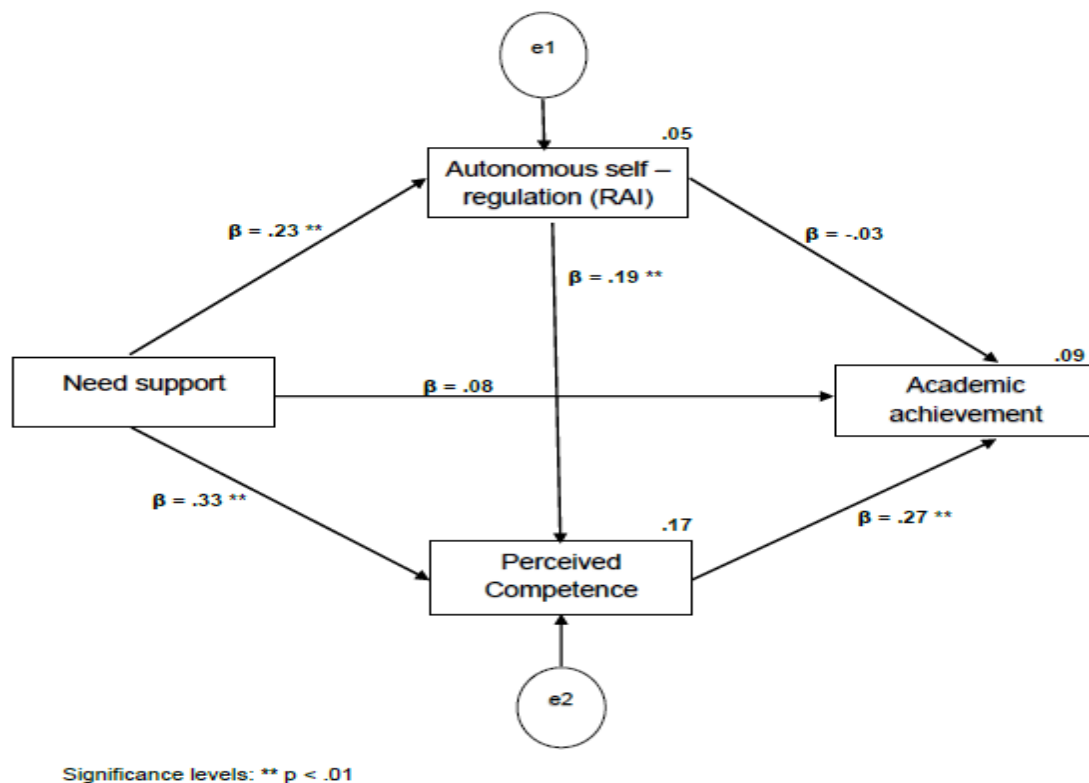 e1
.05
Autonomous self –
regulation (RAI)
β = .23 **
β = -.03
β = .19 **
.09
Need support
β = .08
Academic
achievement
β = .33 **
.17
β = .27 **
Perceived
Competence
e2
Significance levels: ** p < .01